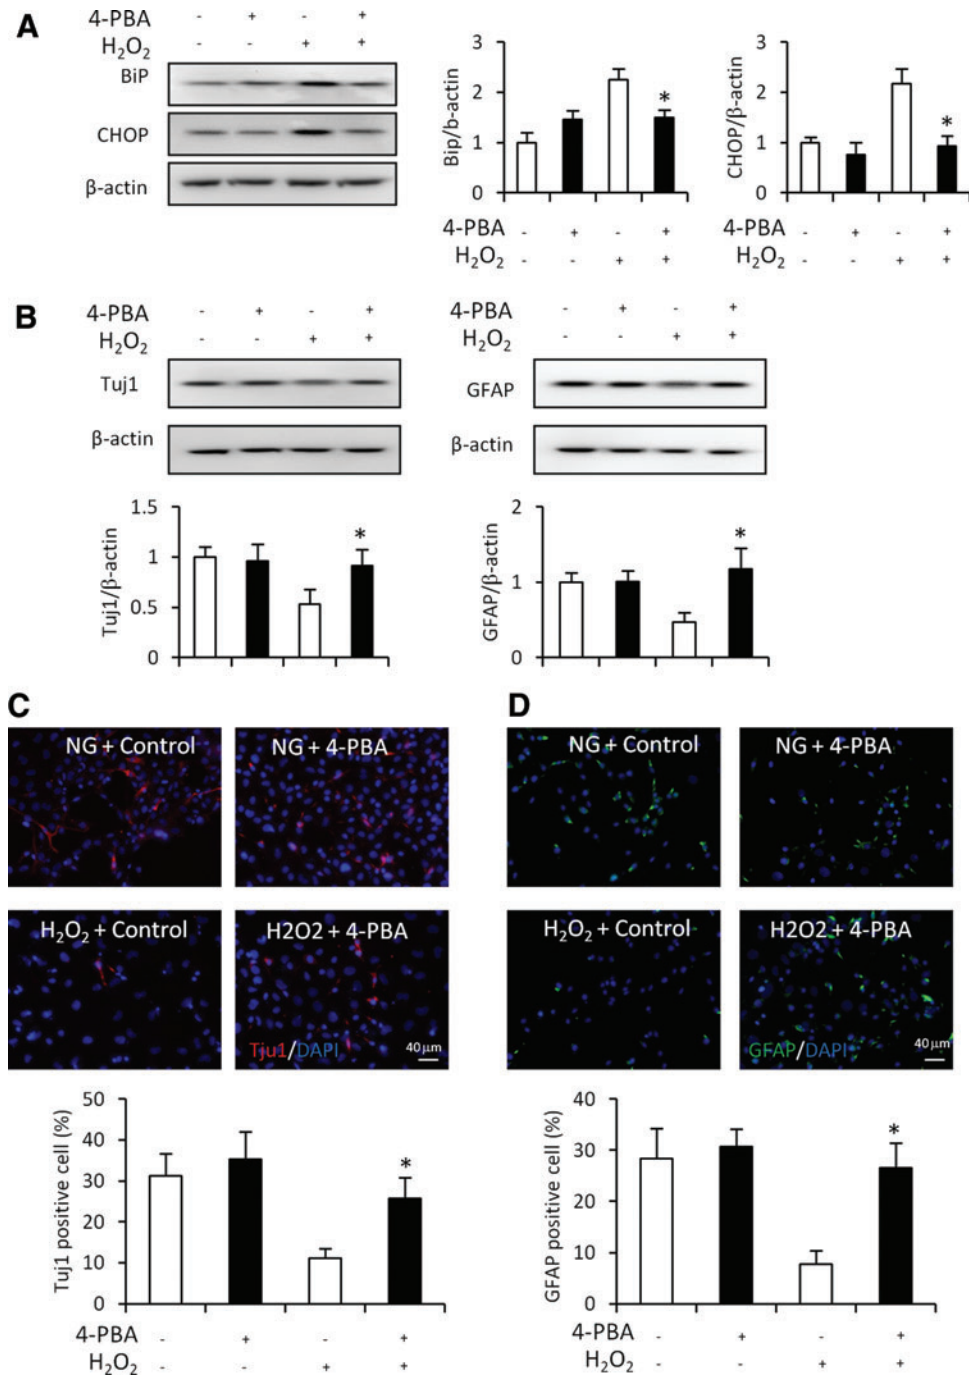 A
4-PBA - + - +
H₂O₂ - - + +
BiP
CHOP
β-actin
Bip/b-actin
3
2
1
0
4-PBA - + - +
H₂O₂ - - + +
CHOP/β-actin
3
2
1
0
4-PBA - + - +
H₂O₂ - - + +
*
*
B
4-PBA - + - +
H₂O₂ - - + +
Tuj1
β-actin
Tuj1/β-actin
1.5
1
0.5
0
*
4-PBA - + - +
H₂O₂ - - + +
GFAP
β-actin
GFAP/β-actin
2
1
0
*
C
NG + Control
NG + 4-PBA
H₂O₂ + Control
H2O2 + 4-PBA
Tju1/DAPI
40 μm
Tuj1 positive cell (%)
50
40
30
20
10
0
*
4-PBA - + - +
H₂O₂ - - + +
D
NG + Control
NG + 4-PBA
H₂O₂ + Control
H2O2 + 4-PBA
GFAP/DAPI
40 μm
GFAP positive cell (%)
40
30
20
10
0
*
4-PBA - + - +
H₂O₂ - - + +